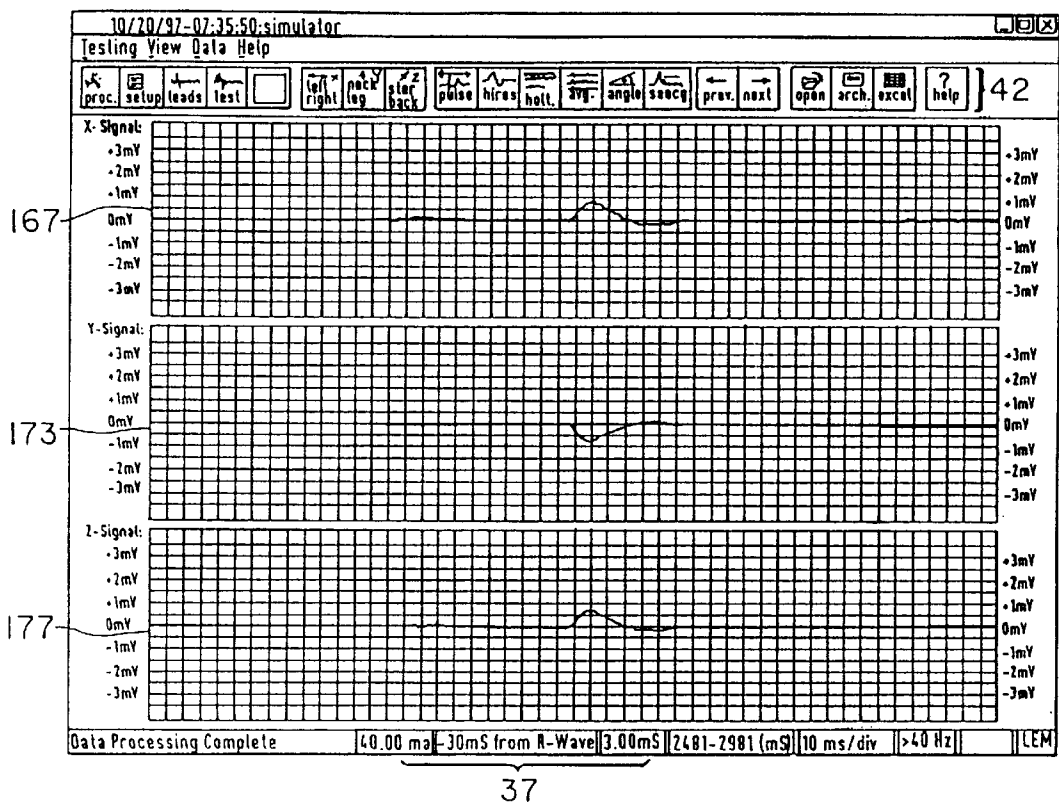 10/20/97-07:35:50:simulator
Testing View Data Help
proc. setup leads test left right x neck leg y ster back z pulse hires holt. avg. angle prev. next open arch. excel ? help 42
X-Signal:
+3mV +3mV
+2mV +2mV
+1mV +1mV
167 0mV 0mV
-1mV -1mV
-2mV -2mV
-3mV -3mV
Y-Signal:
+3mV +3mV
+2mV +2mV
+1mV +1mV
173 0mV 0mV
-1mV -1mV
-2mV -2mV
-3mV -3mV
Z-Signal:
+3mV +3mV
+2mV +2mV
+1mV +1mV
177 0mV 0mV
-1mV -1mV
-2mV -2mV
-3mV -3mV
Data Processing Complete 40.00 ma -30mS from R-Wave 3.00mS 2481-2981 (mS) 10 ms/div >40 Hz LEM
37